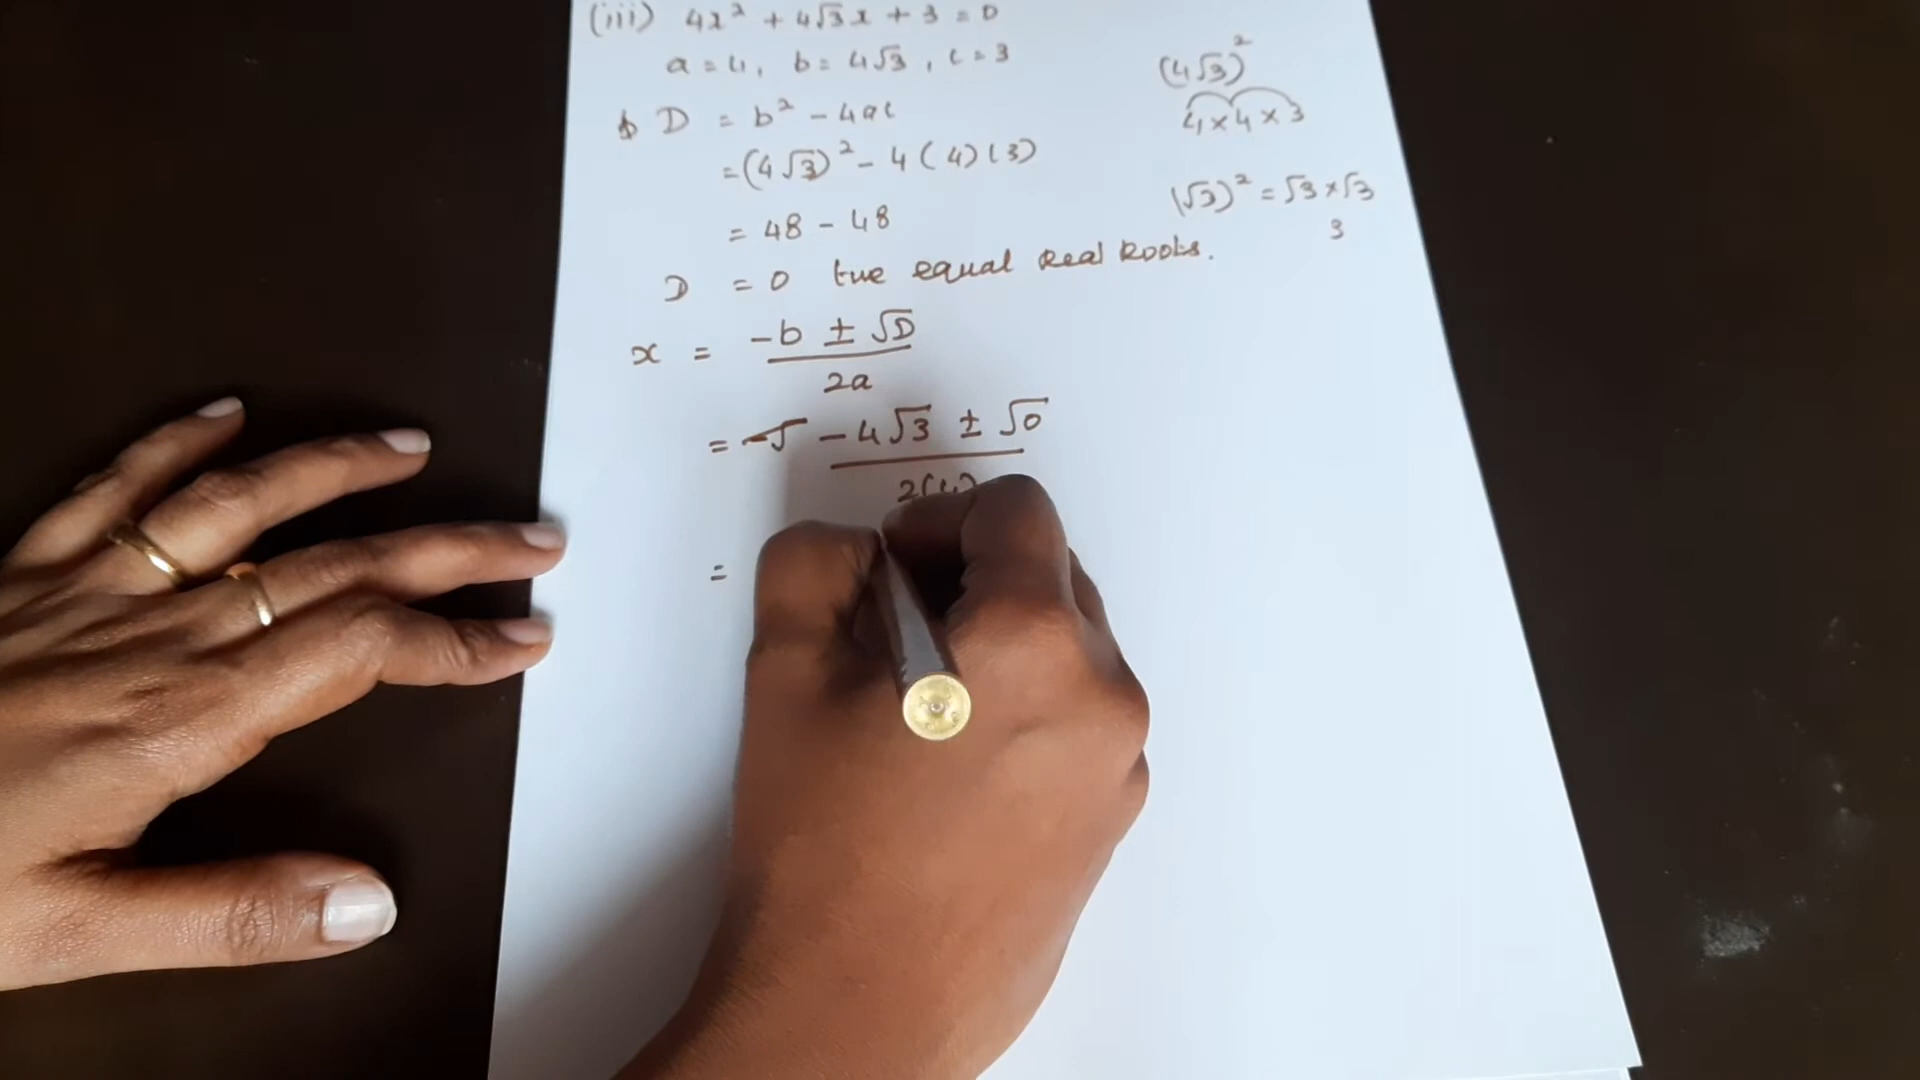 (iii) 4x² + 4√3x + 3 = 0
a = 4, b = 4√3, c = 3
D = b² - 4ac
= (4√3)² - 4(4)(3)
= 48 - 48
D = 0 two equal Real Roots.
x = -b ± √D / 2a
= -4√3 ± √0 / 2(4)
=
(4√3)²
4×4×3
(√3)² = √3×√3
3